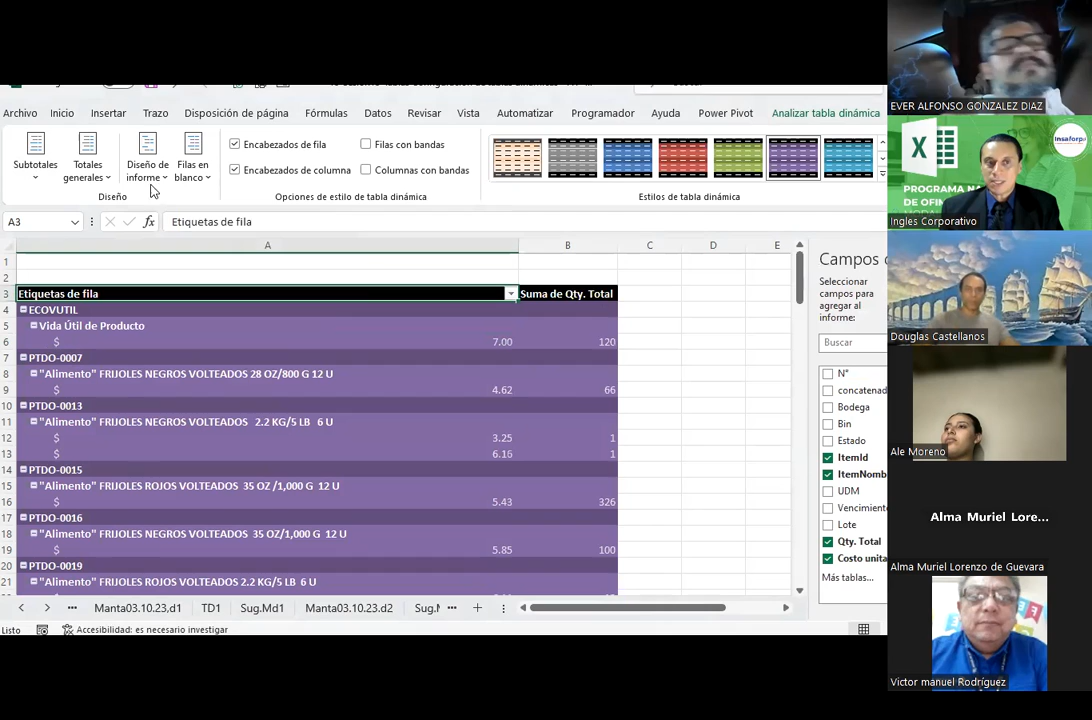 Archivo Inicio Insertar Trazo Disposición de página Fórmulas Datos Revisar Vista Automatizar Programador Ayuda Power Pivot Analizar tabla dinámica
Subtotales
Totales generales
Diseño de informe
Filas en blanco
Diseño
Encabezados de fila
Filas con bandas
Encabezados de columna
Columnas con bandas
Opciones de estilo de tabla dinámica
Estilos de tabla dinámica
A3
fx
Etiquetas de fila
A B C D E
1
2
3 Etiquetas de fila Suma de Qty. Total
4 ECOVUTIL
5 Vida Útil de Producto
6 $ 7.00 120
7 PTDO-0007
8 "Alimento" FRIJOLES NEGROS VOLTEADOS 28 OZ/800 G 12 U
9 $ 4.62 66
10 PTDO-0013
11 "Alimento" FRIJOLES NEGROS VOLTEADOS 2.2 KG/5 LB 6 U
12 $ 3.25 1
13 $ 6.16 1
14 PTDO-0015
15 "Alimento" FRIJOLES ROJOS VOLTEADOS 35 OZ/1,000 G 12 U
16 $ 5.43 326
17 PTDO-0016
18 "Alimento" FRIJOLES NEGROS VOLTEADOS 35 OZ/1,000 G 12 U
19 $ 5.85 100
20 PTDO-0019
21 "Alimento" FRIJOLES ROJOS VOLTEADOS 2.2 KG/5 LB 6 U
Campos
Seleccionar
campos para
agregar al
informe:
Buscar
N°
concatenad
Bodega
Bin
Estado
ItemId
ItemNomb
UDM
Vencimiento
Lote
Qty. Total
Costo unita
Más tablas...
Manta03.10.23.d1 TD1 Sug.Md1 Manta03.10.23.d2
Listo Accesibilidad: es necesario investigar
EVER ALFONSO GONZALEZ DIAZ
X
Insaforp
PROGRAMA NA
DE OFIM
Ingles Corporativo
Douglas Castellanos
Ale Moreno
Alma Muriel Lore...
Alma Muriel Lorenzo de Guevara
Victor manuel Rodríguez